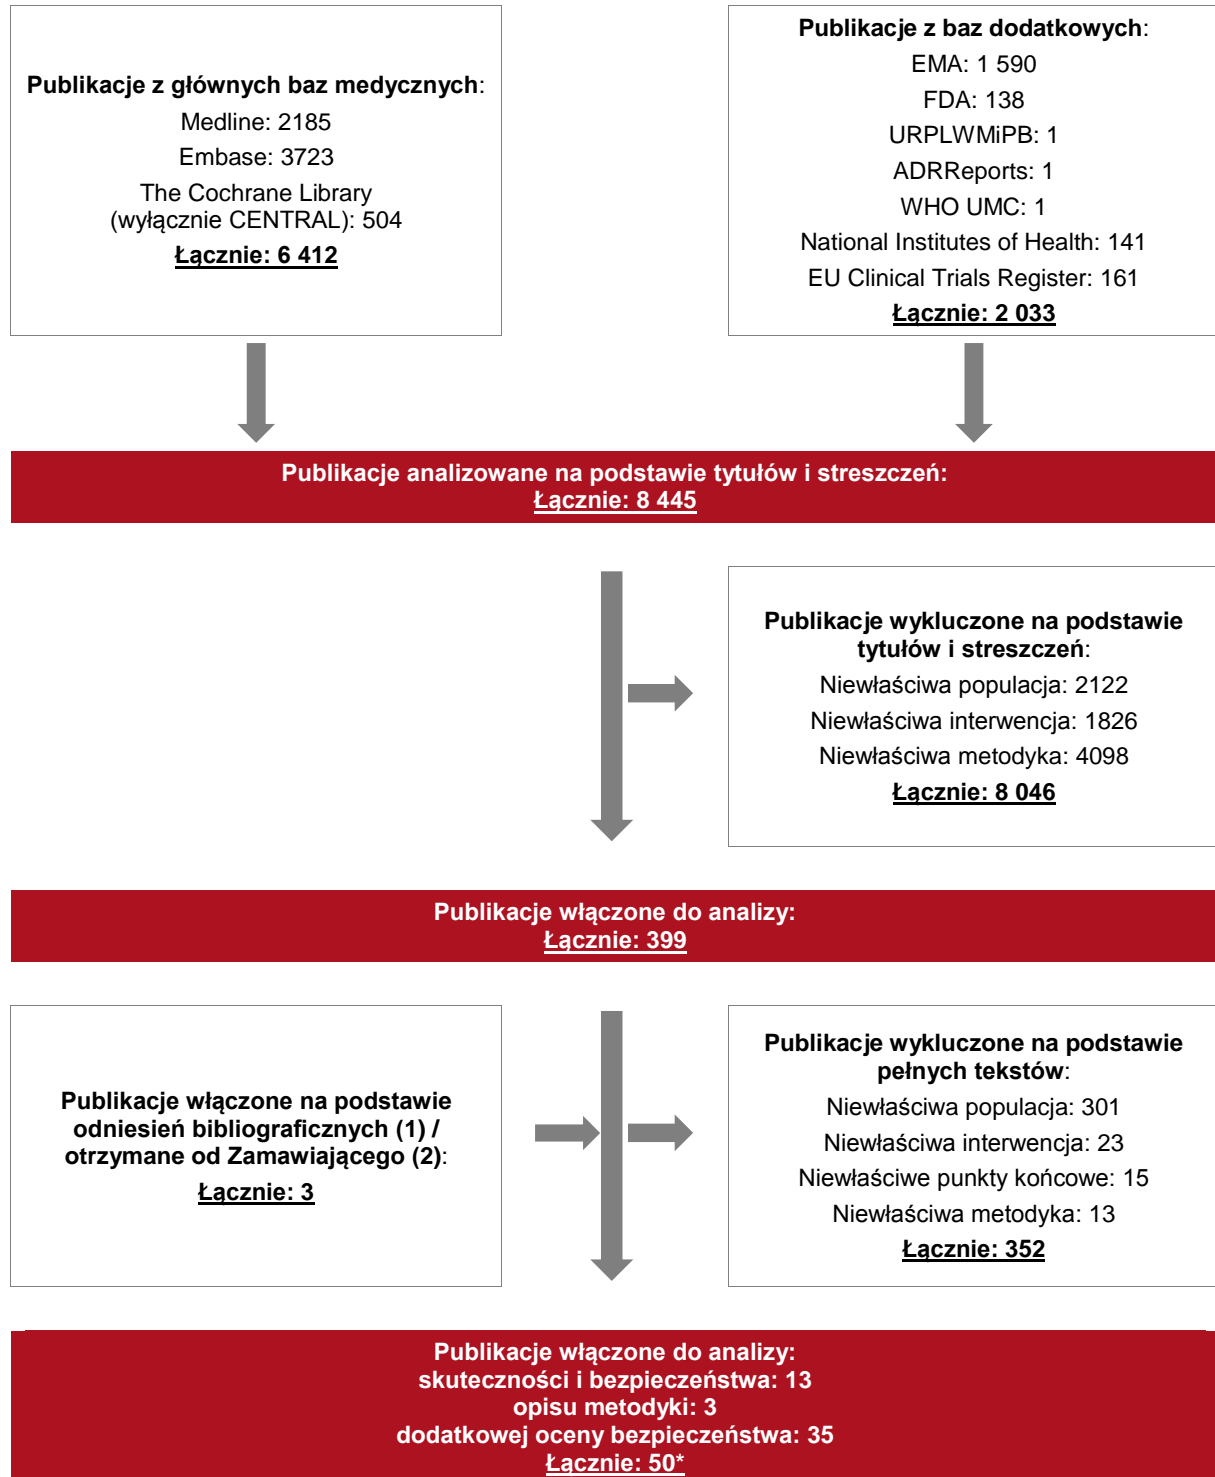 Publikacje z głównych baz medycznych:
Medline: 2185
Embase: 3723
The Cochrane Library
(wyłącznie CENTRAL): 504
Łącznie: 6 412
Publikacje z baz dodatkowych:
EMA: 1 590
FDA: 138
URPLWMiPB: 1
ADRReports: 1
WHO UMC: 1
National Institutes of Health: 141
EU Clinical Trials Register: 161
Łącznie: 2 033
Publikacje analizowane na podstawie tytułów i streszczeń:
Łącznie: 8 445
Publikacje wykluczone na podstawie
tytułów i streszczeń:
Niewłaściwa populacja: 2122
Niewłaściwa interwencja: 1826
Niewłaściwa metodyka: 4098
Łącznie: 8 046
Publikacje włączone do analizy:
Łącznie: 399
Publikacje włączone na podstawie
odniesień bibliograficznych (1) /
otrzymane od Zamawiającego (2):
Łącznie: 3
Publikacje wykluczone na podstawie
pełnych tekstów:
Niewłaściwa populacja: 301
Niewłaściwa interwencja: 23
Niewłaściwe punkty końcowe: 15
Niewłaściwa metodyka: 13
Łącznie: 352
Publikacje włączone do analizy:
skuteczności i bezpieczeństwa: 13
opisu metodyki: 3
dodatkowej oceny bezpieczeństwa: 35
Łącznie: 50*